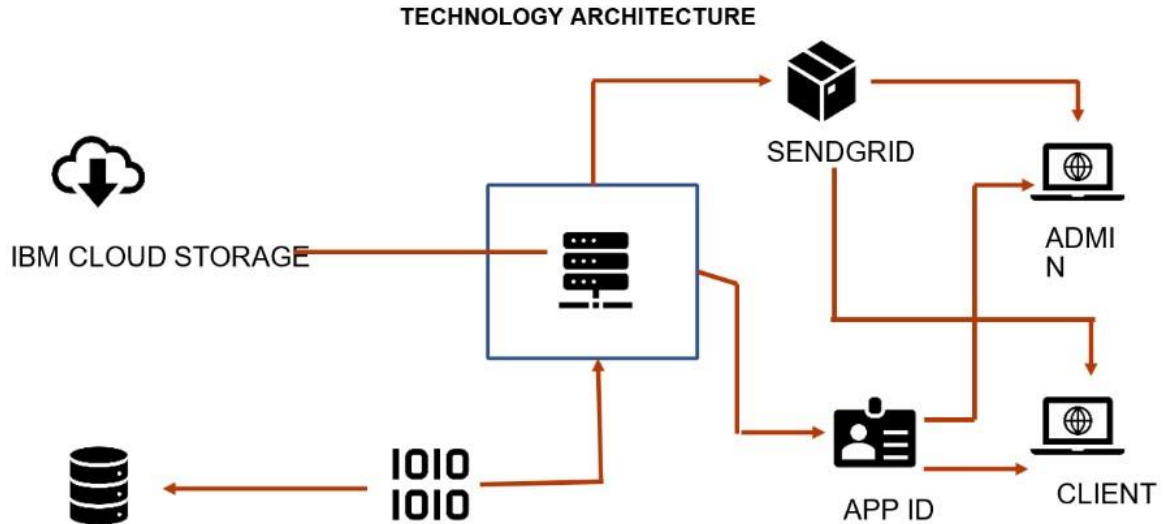 TECHNOLOGY ARCHITECTURE
SENDGRID
IBM CLOUD STORAGE
ADMI
N
1010
1010
APP ID
CLIENT